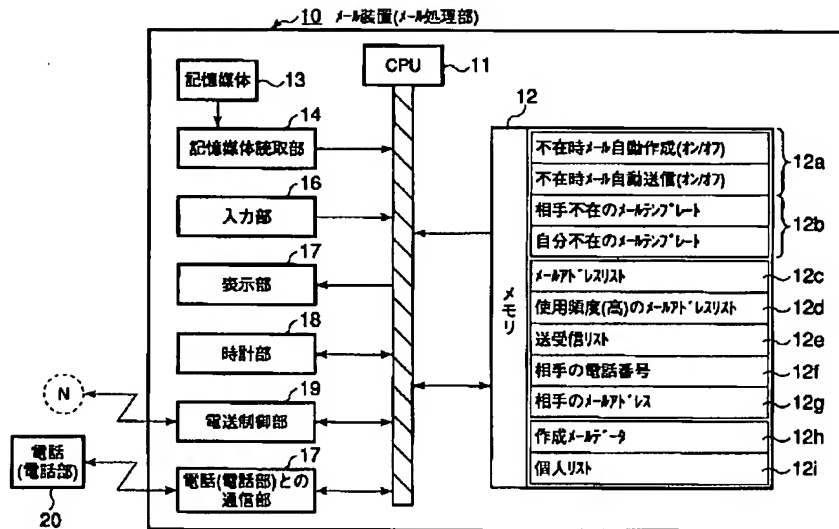 10 メール装置(メール処理部)
CPU
11
記憶媒体
13
14
記憶媒体読取部
16
入力部
17
表示部
18
時計部
19
電送制御部
17
電話(電話部)との
通信部
N
電話
(電話部)
20
12
メモリ
不在時メール自動作成(オン/オフ)
不在時メール自動送信(オン/オフ)
12a
相手不在のメールテンプレート
自分不在のメールテンプレート
12b
メールアドレスリスト
12c
使用頻度(高)のメールアドレスリスト
12d
送受信リスト
12e
相手の電話番号
12f
相手のメールアドレス
12g
作成メールデータ
12h
個人リスト
12i